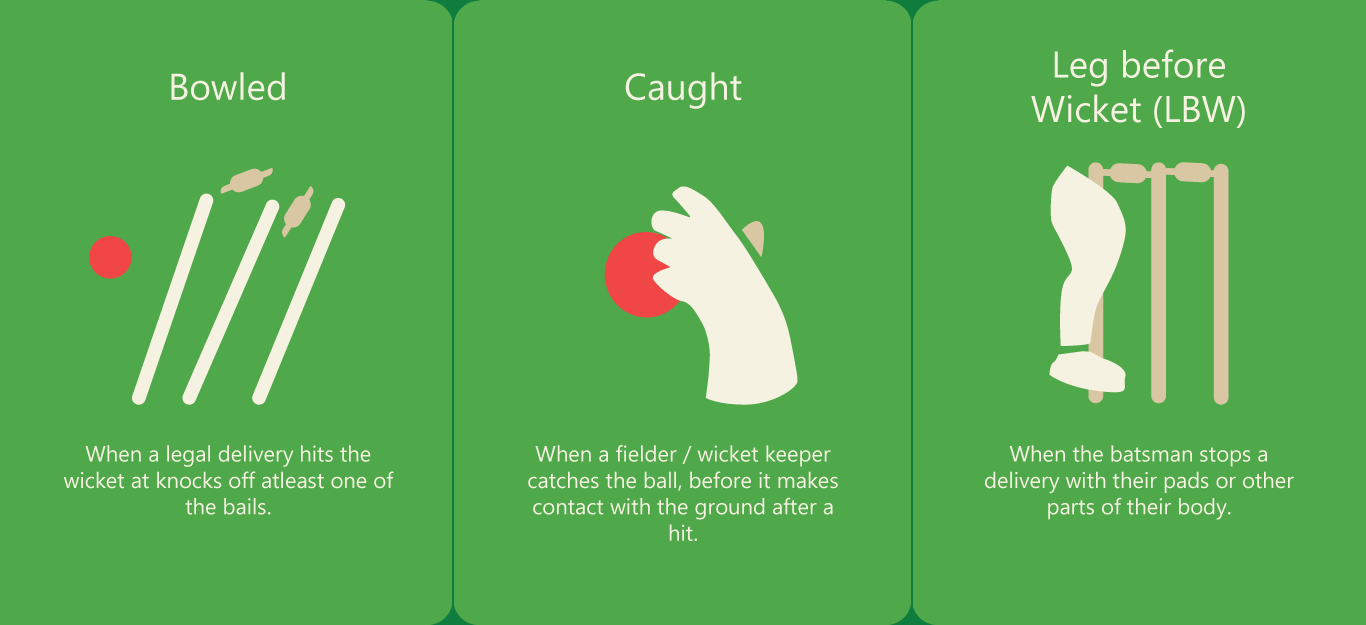 Bowled
When a legal delivery hits the
wicket at knocks off atleast one of
the bails.
Caught
When a fielder / wicket keeper
catches the ball, before it makes
contact with the ground after a
hit.
Leg before
Wicket (LBW)
When the batsman stops a
delivery with their pads or other
parts of their body.